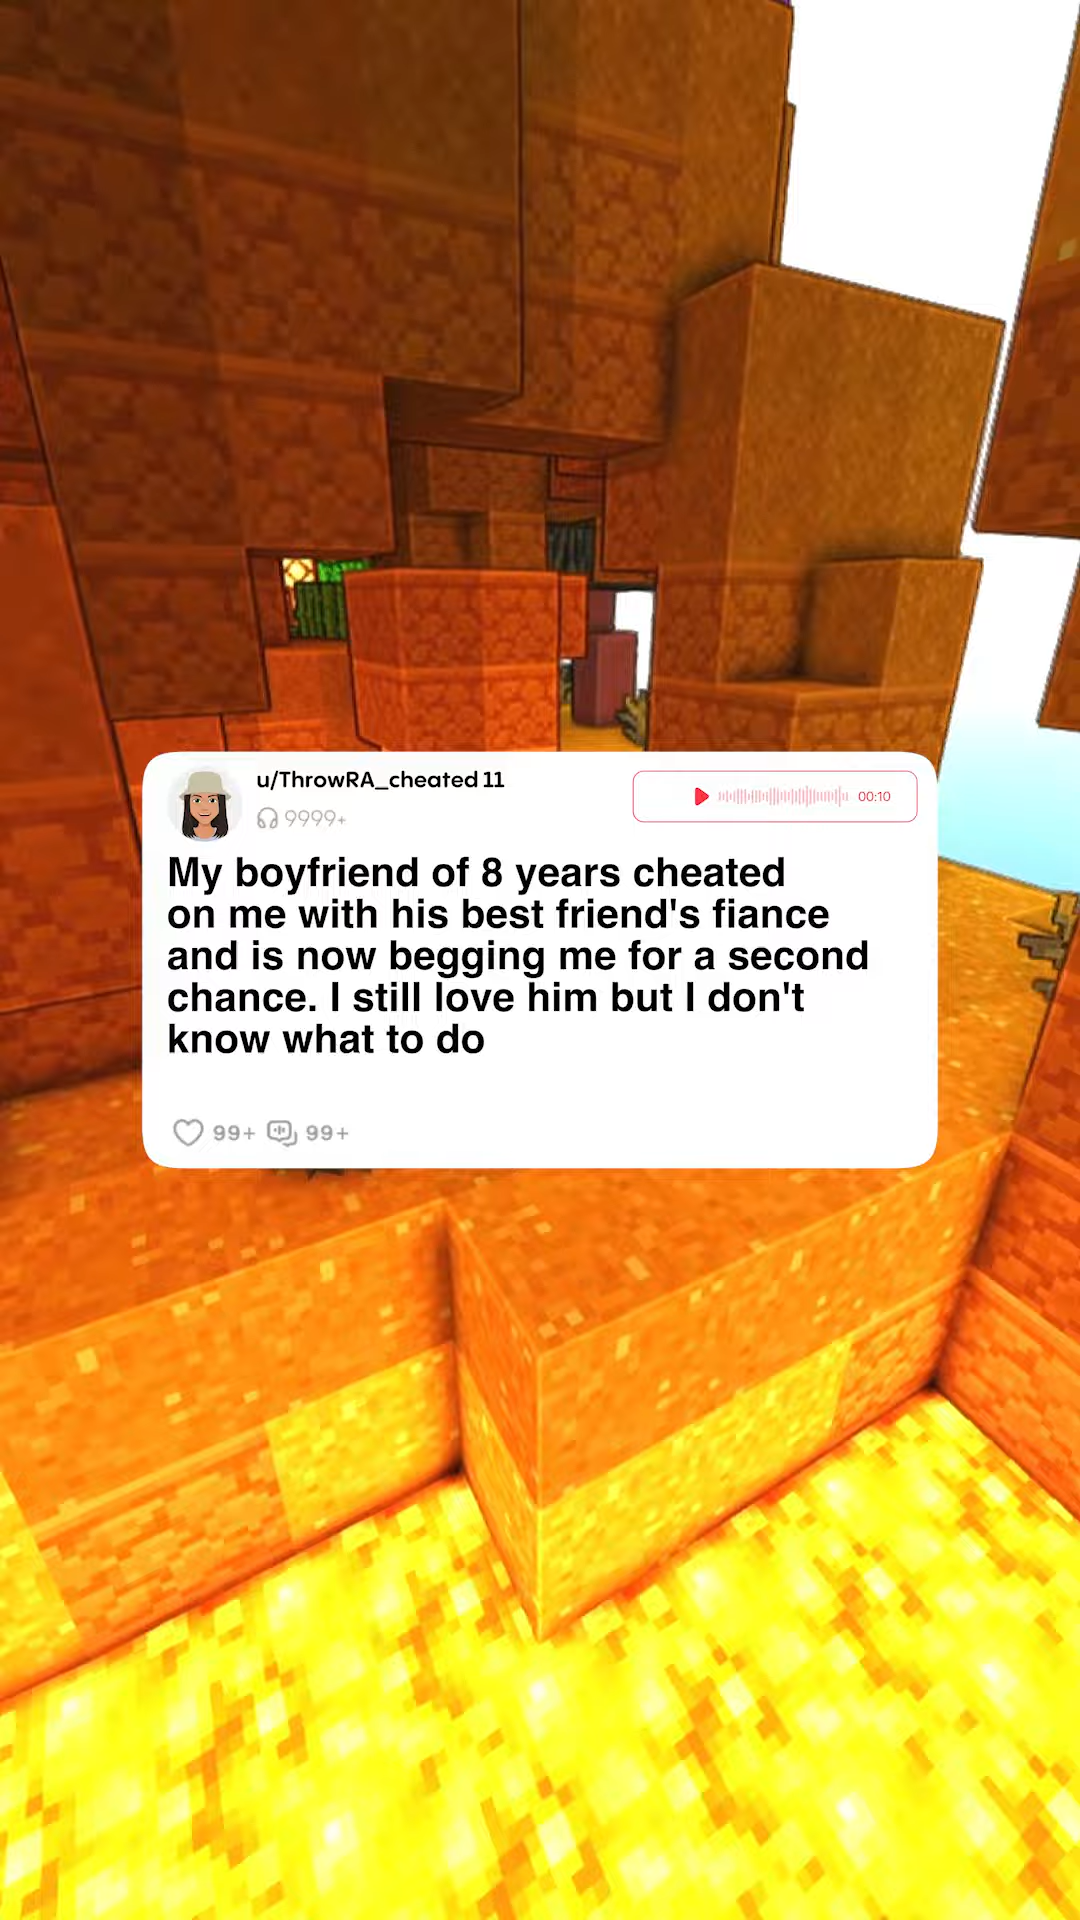 u/ThrowRA_cheated 11
9999+
00:10
My boyfriend of 8 years cheated
on me with his best friend's fiance
and is now begging me for a second
chance. I still love him but I don't
know what to do
99+ 99+